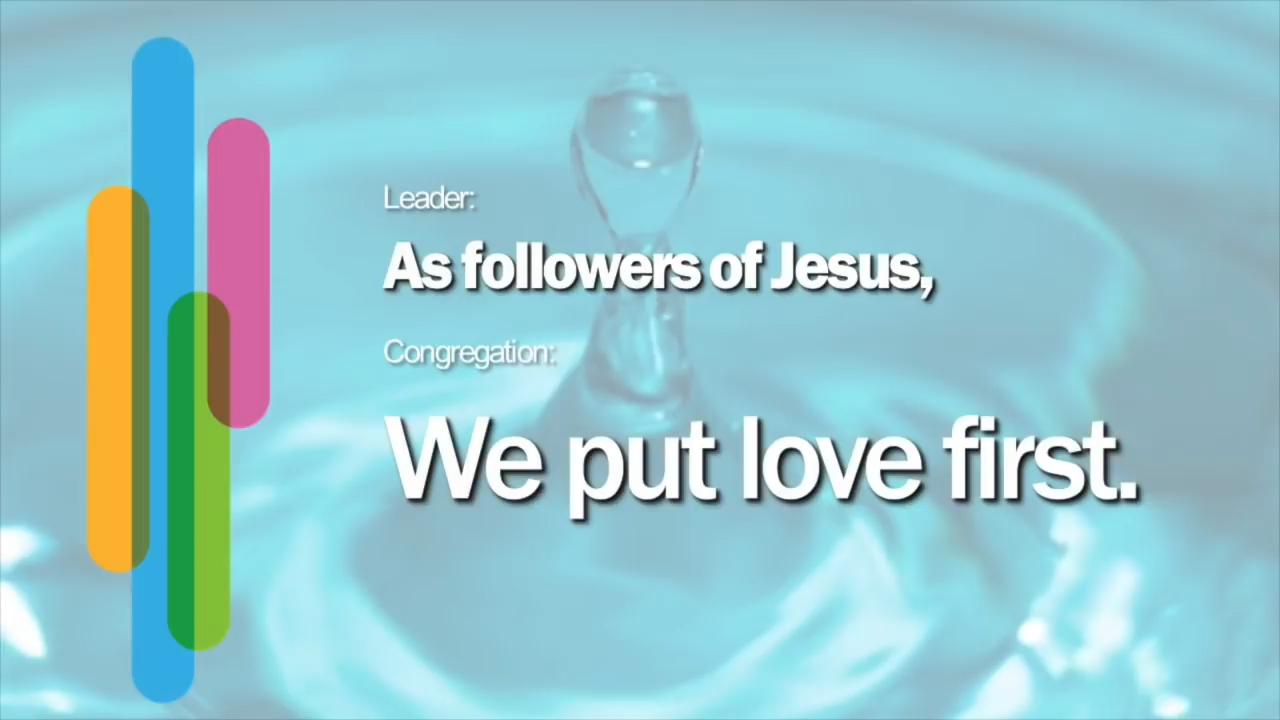 Leader:
As followers of Jesus,
Congregation:
We put love first.